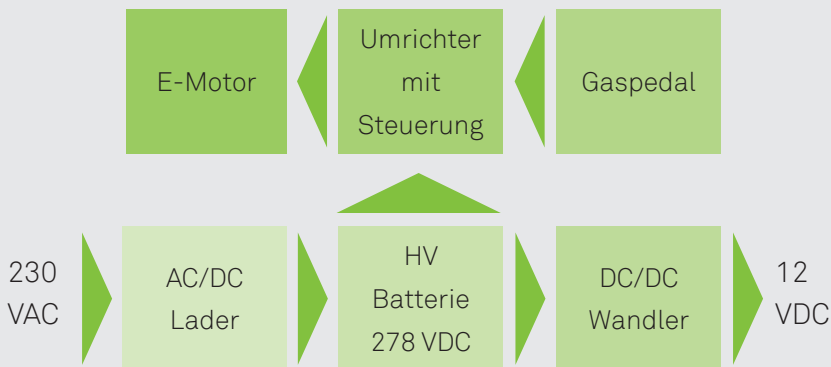 E-Motor
Umrichter
mit
Steuerung
Gaspedal
230
VAC
AC/DC
Lader
HV
Batterie
278 VDC
DC/DC
Wandler
12
VDC